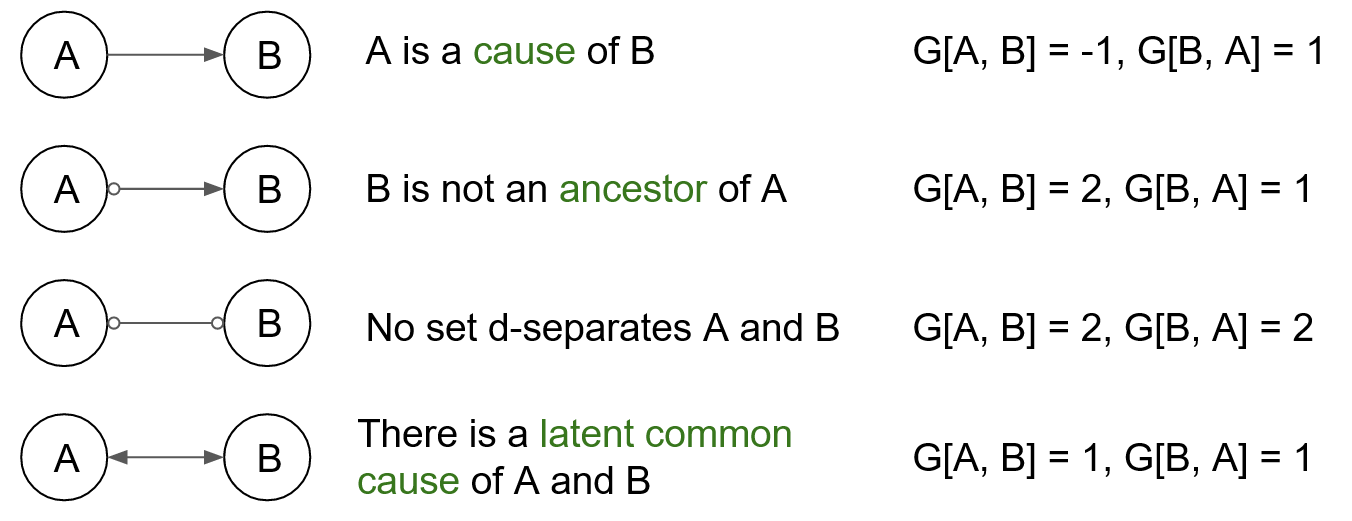 A B A is a cause of B G[A, B] = -1, G[B, A] = 1
A B B is not an ancestor of A G[A, B] = 2, G[B, A] = 1
A B No set d-separates A and B G[A, B] = 2, G[B, A] = 2
A B There is a latent common
cause of A and B G[A, B] = 1, G[B, A] = 1